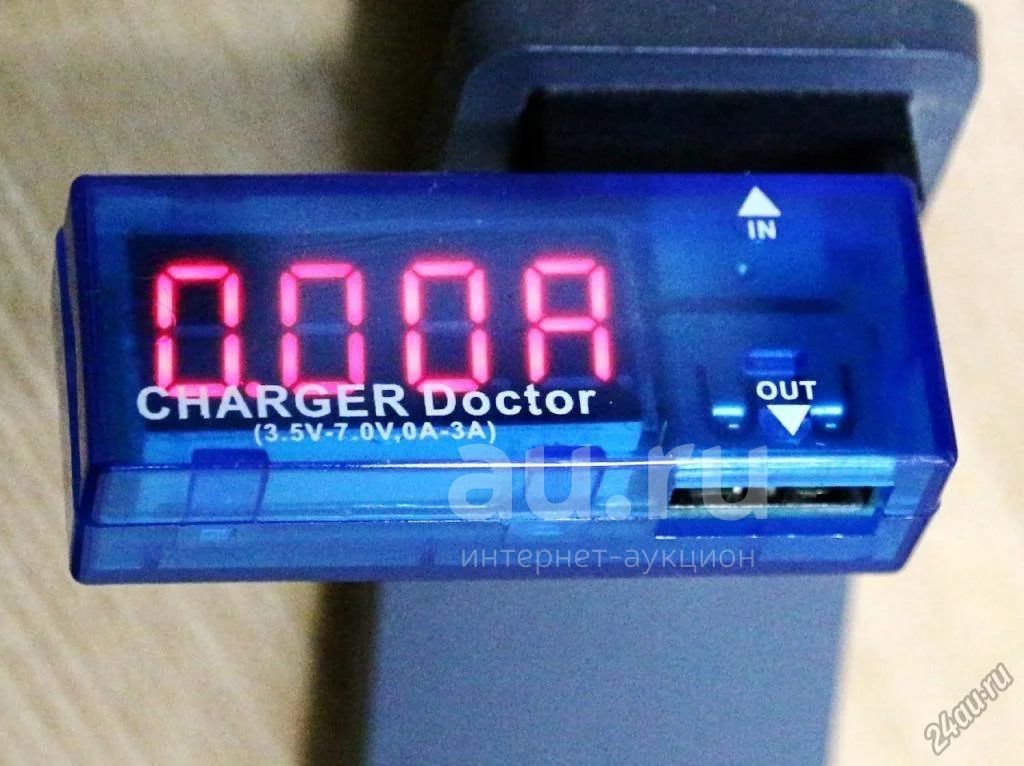 IN
0.00A
OUT
CHARGER Doctor
(3.5V-7.0V,0A-3A)
au.ru
интернет-аукцион
24au.ru